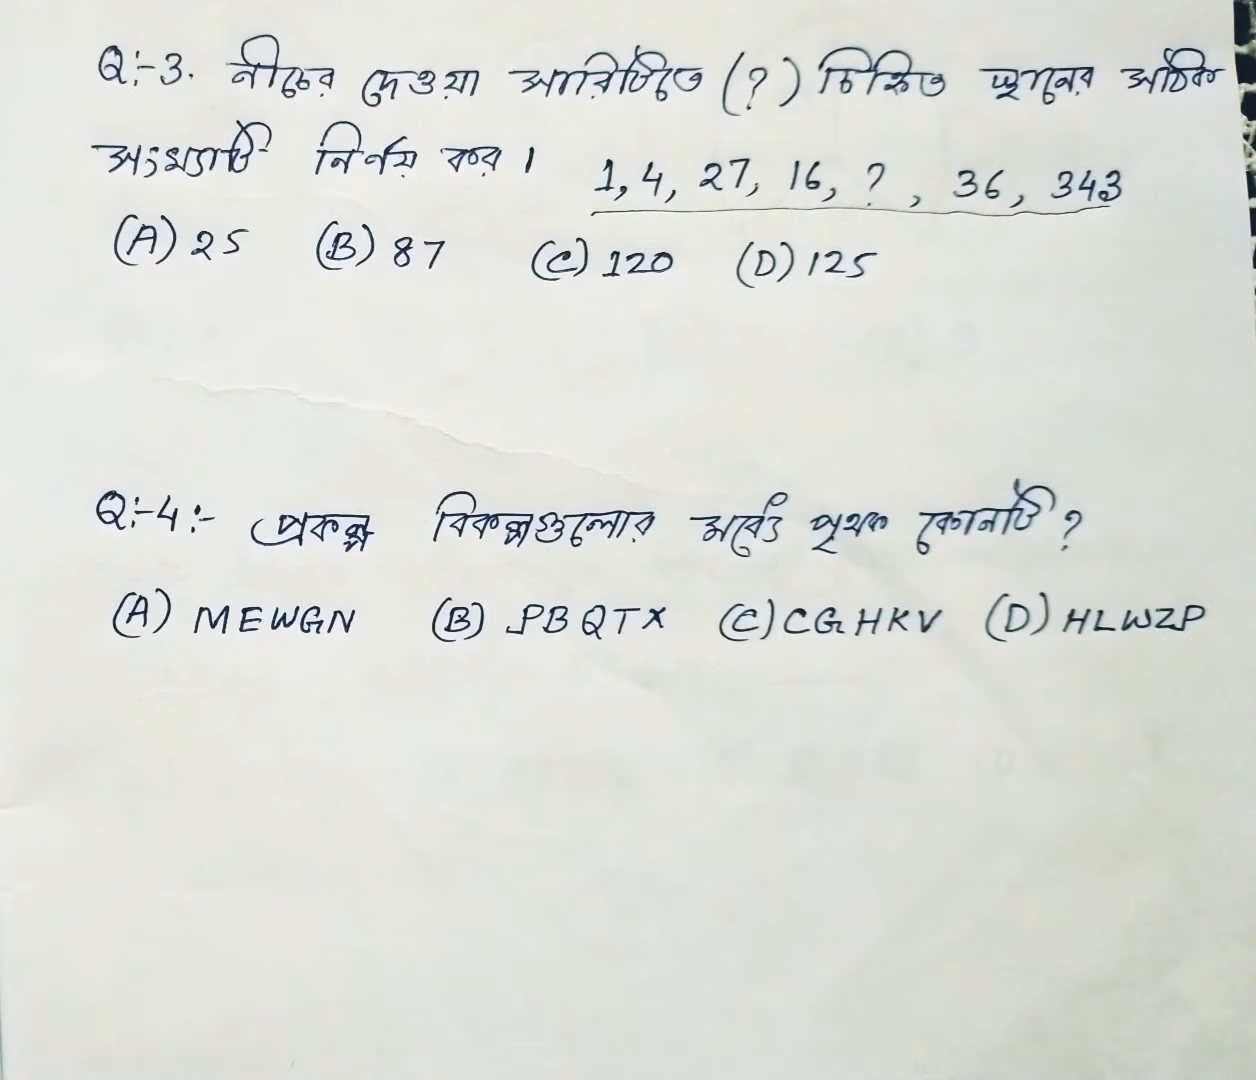 Q:-3. নীচের দেওয়া সারিটিতে (?) চিহ্নিত স্থানের সঠিক
সংখ্যাটি নির্ণয় কর। 1, 4, 27, 16, ?, 36, 343
(A) 25 (B) 87 (C) 120 (D) 125
Q:-4:- প্রকল্প বিকল্পগুলোর মধ্যে পৃথক কোনটি?
(A) MEWGN (B) PBQTX (C) CGHKV (D) HLWZP